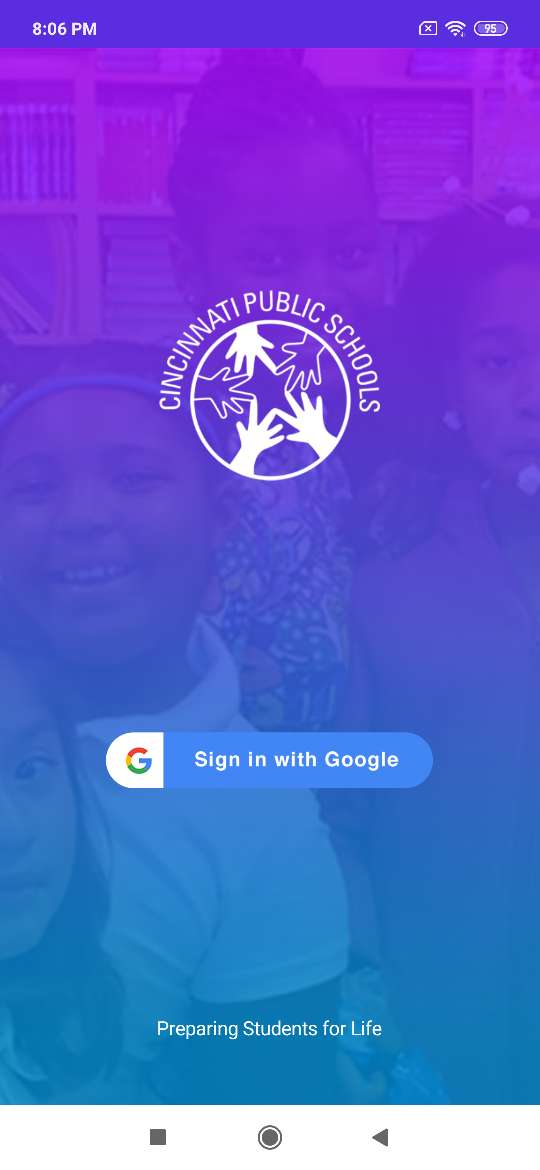 8:06 PM
95
CINCINNATI PUBLIC SCHOOLS
Sign in with Google
Preparing Students for Life